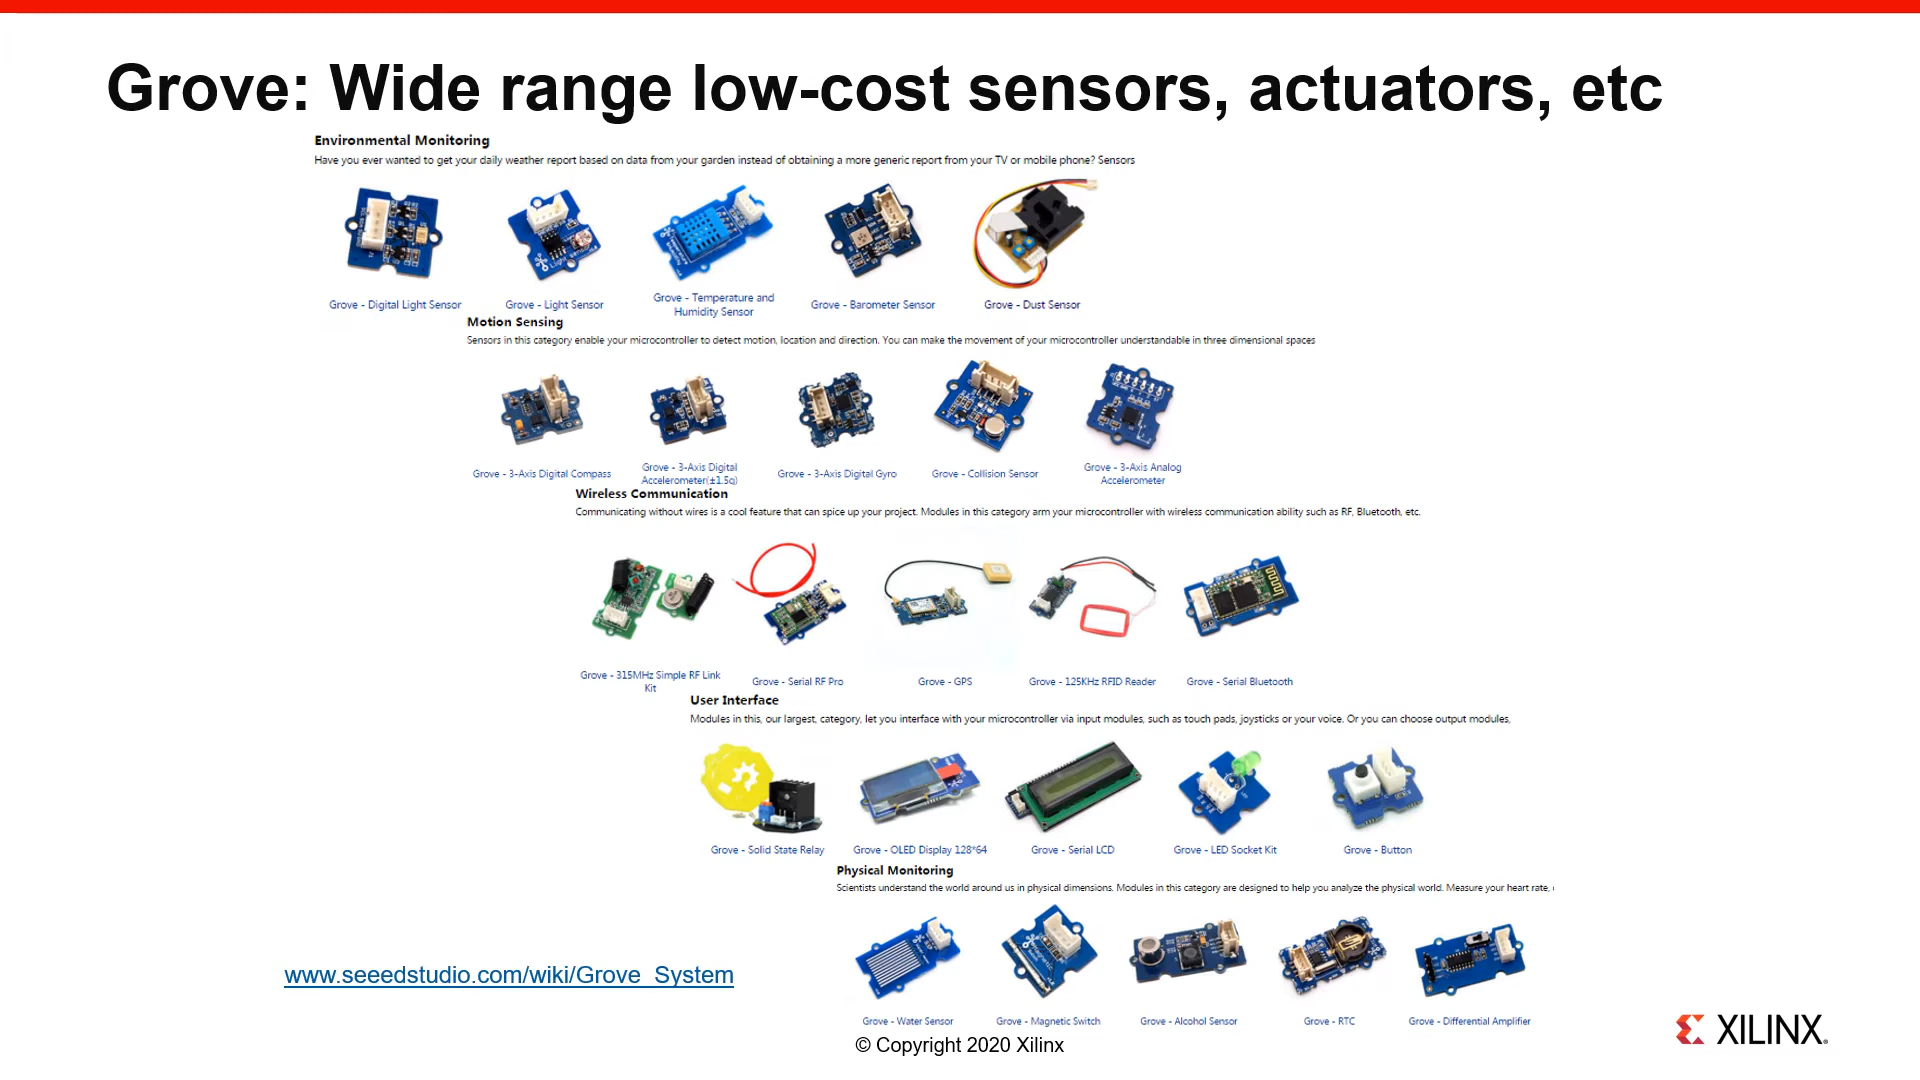 Grove: Wide range low-cost sensors, actuators, etc
Environmental Monitoring
Have you ever wanted to get your daily weather report based on data from your garden instead of obtaining a more generic report from your TV or mobile phone? Sensors
Grove - Digital Light Sensor
Grove - Light Sensor
Grove - Temperature and
Humidity Sensor
Grove - Barometer Sensor
Grove - Dust Sensor
Motion Sensing
Sensors in this category enable your microcontroller to detect motion, location and direction. You can make the movement of your microcontroller understandable in three dimensional spaces
Grove - 3-Axis Digital Compass
Grove - 3-Axis Digital
Accelerometer(±1.5g)
Grove - 3-Axis Digital Gyro
Grove - Collision Sensor
Grove - 3-Axis Analog
Accelerometer
Wireless Communication
Communicating without wires is a cool feature that can spice up your project. Modules in this category arm your microcontroller with wireless communication ability such as RF, Bluetooth, etc.
Grove - 315MHz Simple RF Link
Kit
Grove - Serial RF Pro
Grove - GPS
Grove - 125KHz RFID Reader
Grove - Serial Bluetooth
User Interface
Modules in this, our largest, category, let you interface with your microcontroller via input modules, such as touch pads, joysticks or your voice. Or you can choose output modules,
Grove - Solid State Relay
Grove - OLED Display 128*64
Grove - Serial LCD
Grove - LED Socket Kit
Grove - Button
Physical Monitoring
Scientists understand the world around us in physical dimensions. Modules in this category are designed to help you analyze the physical world. Measure your heart rate,
Grove - Water Sensor
Grove - Magnetic Switch
Grove - Alcohol Sensor
Grove - RTC
Grove - Differential Amplifier
www.seeedstudio.com/wiki/Grove_System
© Copyright 2020 Xilinx
XILINX